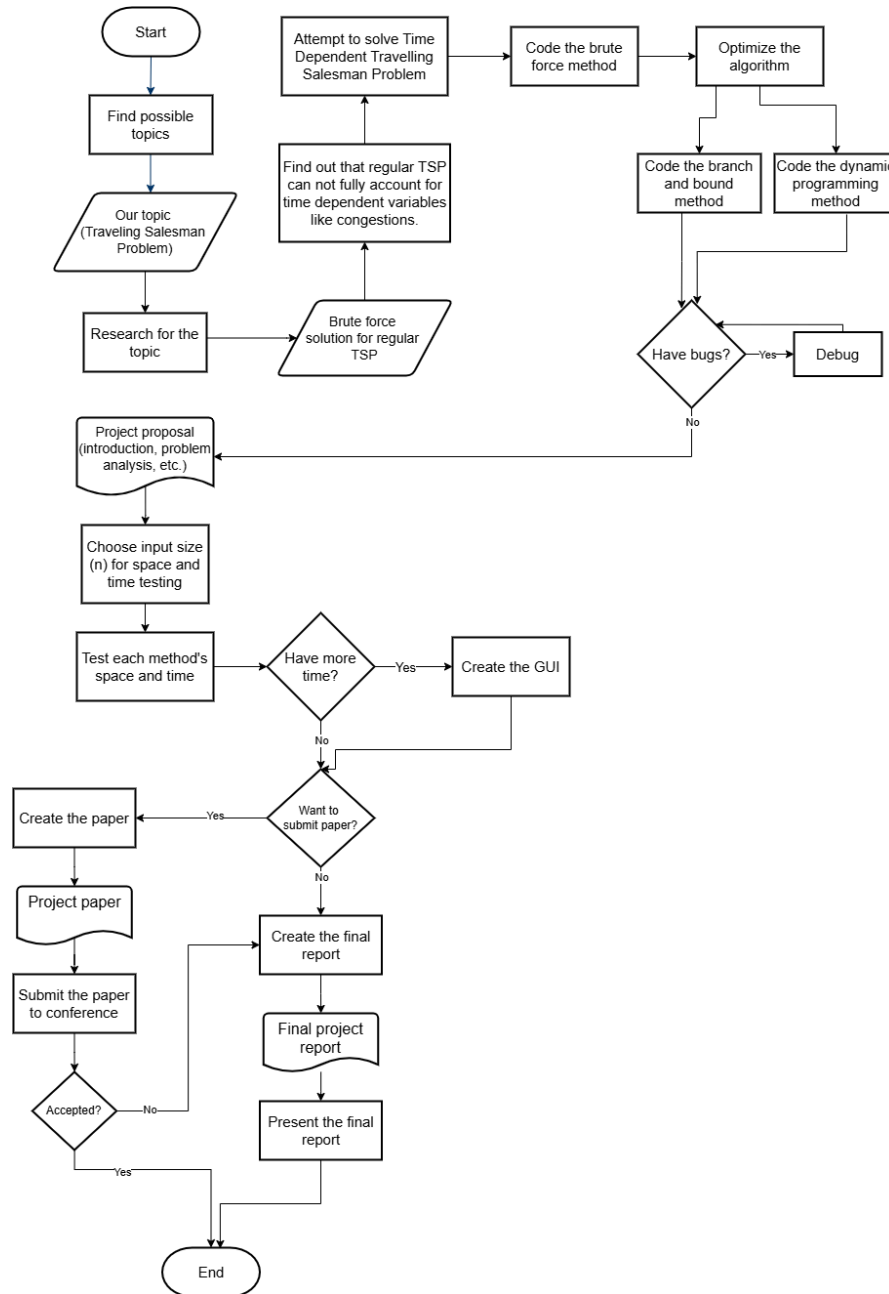 Start
Find possible
topics
Our topic
(Traveling Salesman
Problem)
Research for the
topic
Brute force
solution for regular
TSP
Find out that regular TSP
can not fully account for
time dependent variables
like congestions.
Attempt to solve Time
Dependent Travelling
Salesman Problem
Code the brute
force method
Optimize the
algorithm
Code the branch
and bound
method
Code the dynamic
programming
method
Have bugs?
Yes
Debug
No
Project proposal
(introduction, problem
analysis, etc.)
Choose input size
(n) for space and
time testing
Test each method's
space and time
Have more
time?
Yes
Create the GUI
No
Want to
submit paper?
Yes
Create the paper
Project paper
Submit the paper
to conference
Accepted?
No
Yes
No
Create the final
report
Final project
report
Present the final
report
End